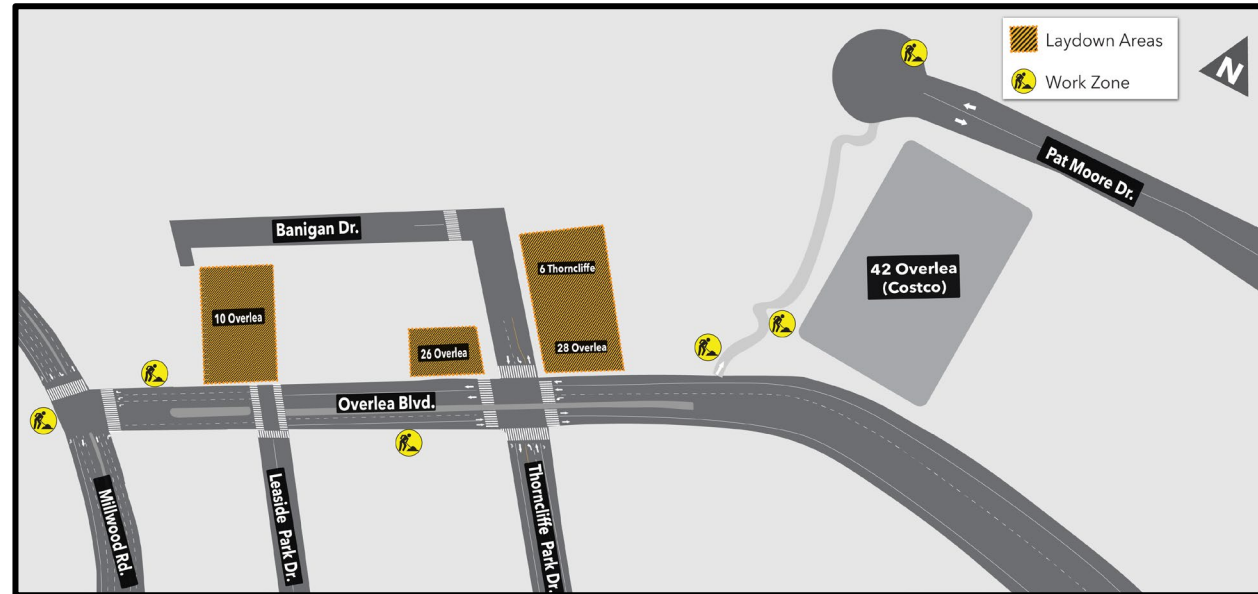 Laydown Areas
Work Zone
N
Pat Moore Dr.
Banigan Dr.
6 Thorncliffe
42 Overlea
(Costco)
10 Overlea
26 Overlea
28 Overlea
Overlea Blvd.
Millwood Rd.
Leaside Park Dr.
Thorncliffe Park Dr.